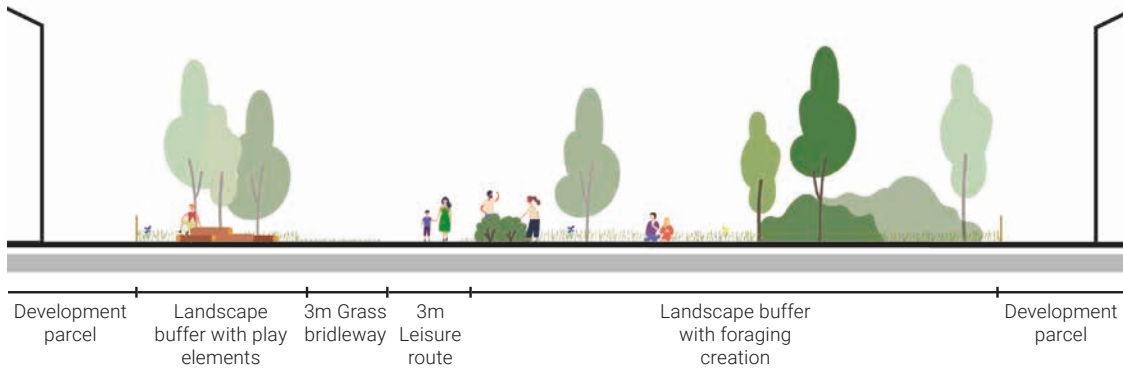 Development
parcel
Landscape
buffer with play
elements
3m Grass
bridleway
3m
Leisure
route
Landscape buffer
with foraging
creation
Development
parcel